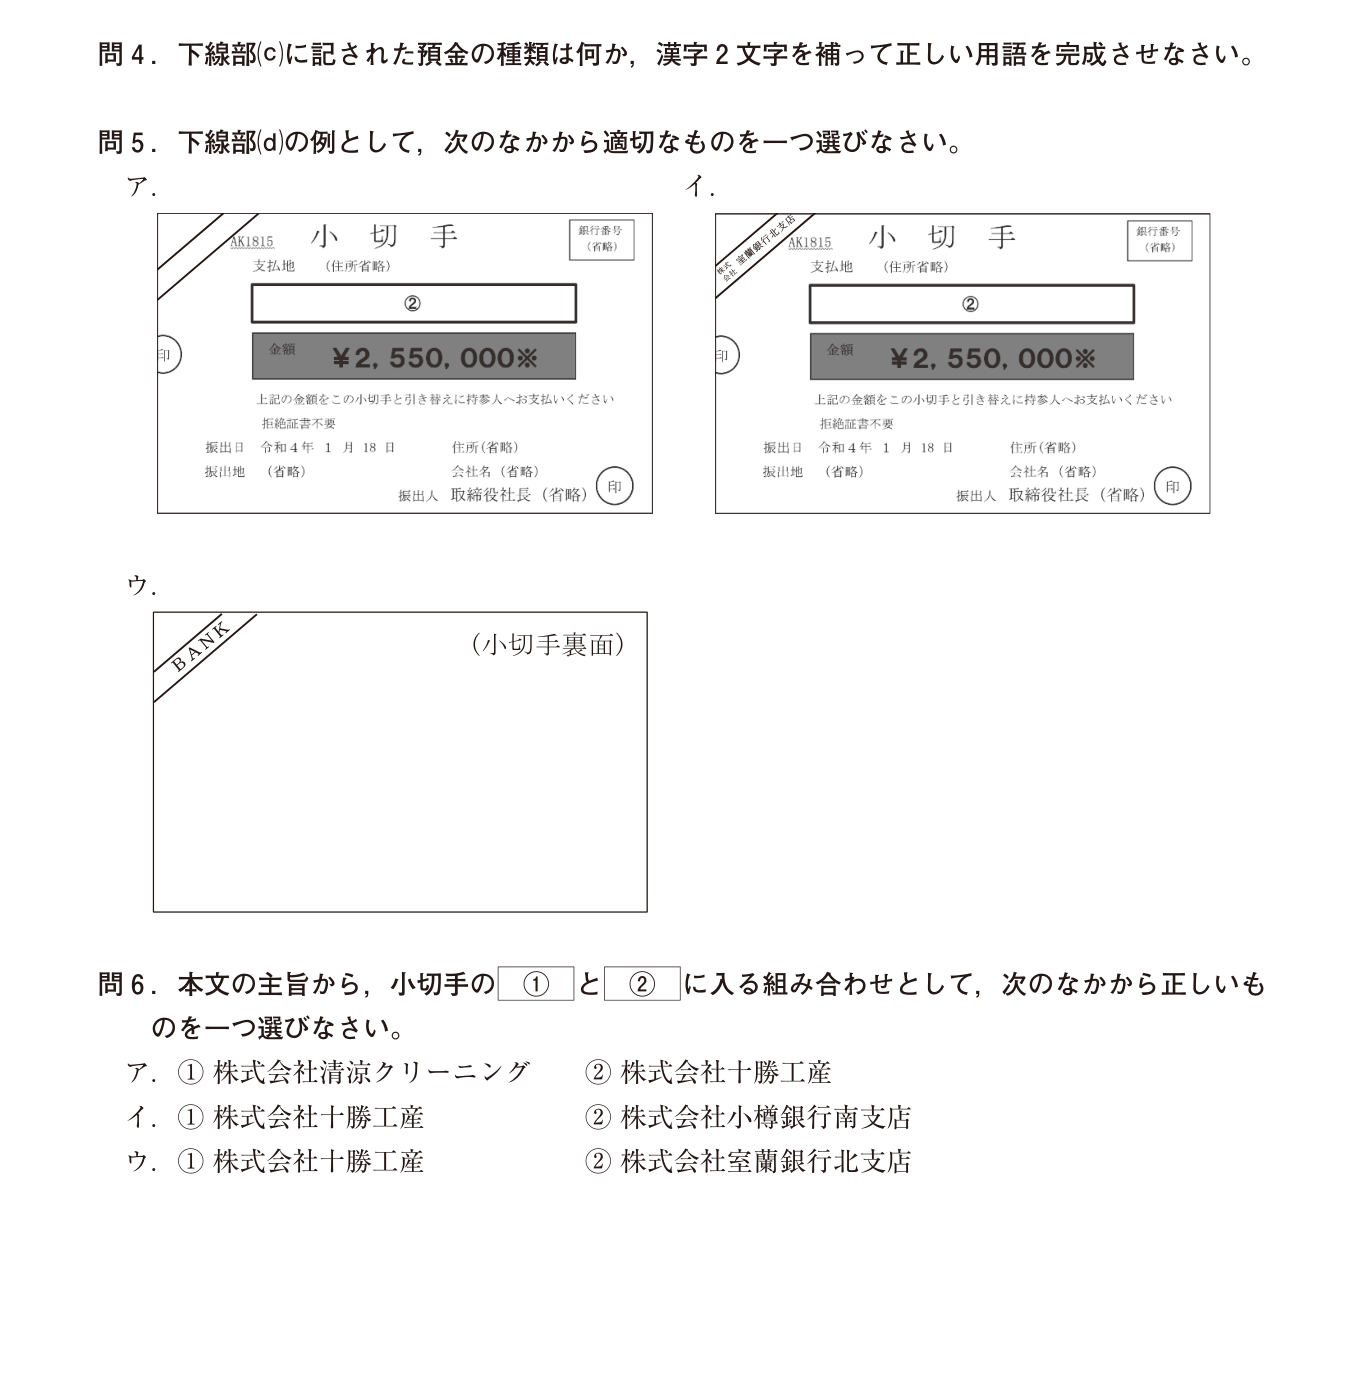 問4．下線部(c)に記された預金の種類は何か，漢字2文字を補って正しい用語を完成させなさい。
問5．下線部(d)の例として，次のなかから適切なものを一つ選びなさい。
ア．
AK1815 小切手 銀行番号
（省略）
支払地 （住所省略）
②
金額 ￥2,550,000※
印
上記の金額をこの小切手と引き替えに持参人へお支払いください
拒絶証書不要
振出日 令和4年 1 月 18 日 住所(省略)
振出地 （省略） 会社名（省略）
振出人 取締役社長（省略） 印
イ．
株式会社 室蘭銀行北支店
AK1815 小切手 銀行番号
（省略）
支払地 （住所省略）
②
金額 ￥2,550,000※
印
上記の金額をこの小切手と引き替えに持参人へお支払いください
拒絶証書不要
振出日 令和4年 1 月 18 日 住所(省略)
振出地 （省略） 会社名（省略）
振出人 取締役社長（省略） 印
ウ．
BANK
（小切手裏面）
問6．本文の主旨から，小切手の ① と ② に入る組み合わせとして，次のなかから正しいも
のを一つ選びなさい。
ア．① 株式会社清涼クリーニング ② 株式会社十勝工産
イ．① 株式会社十勝工産 ② 株式会社小樽銀行南支店
ウ．① 株式会社十勝工産 ② 株式会社室蘭銀行北支店